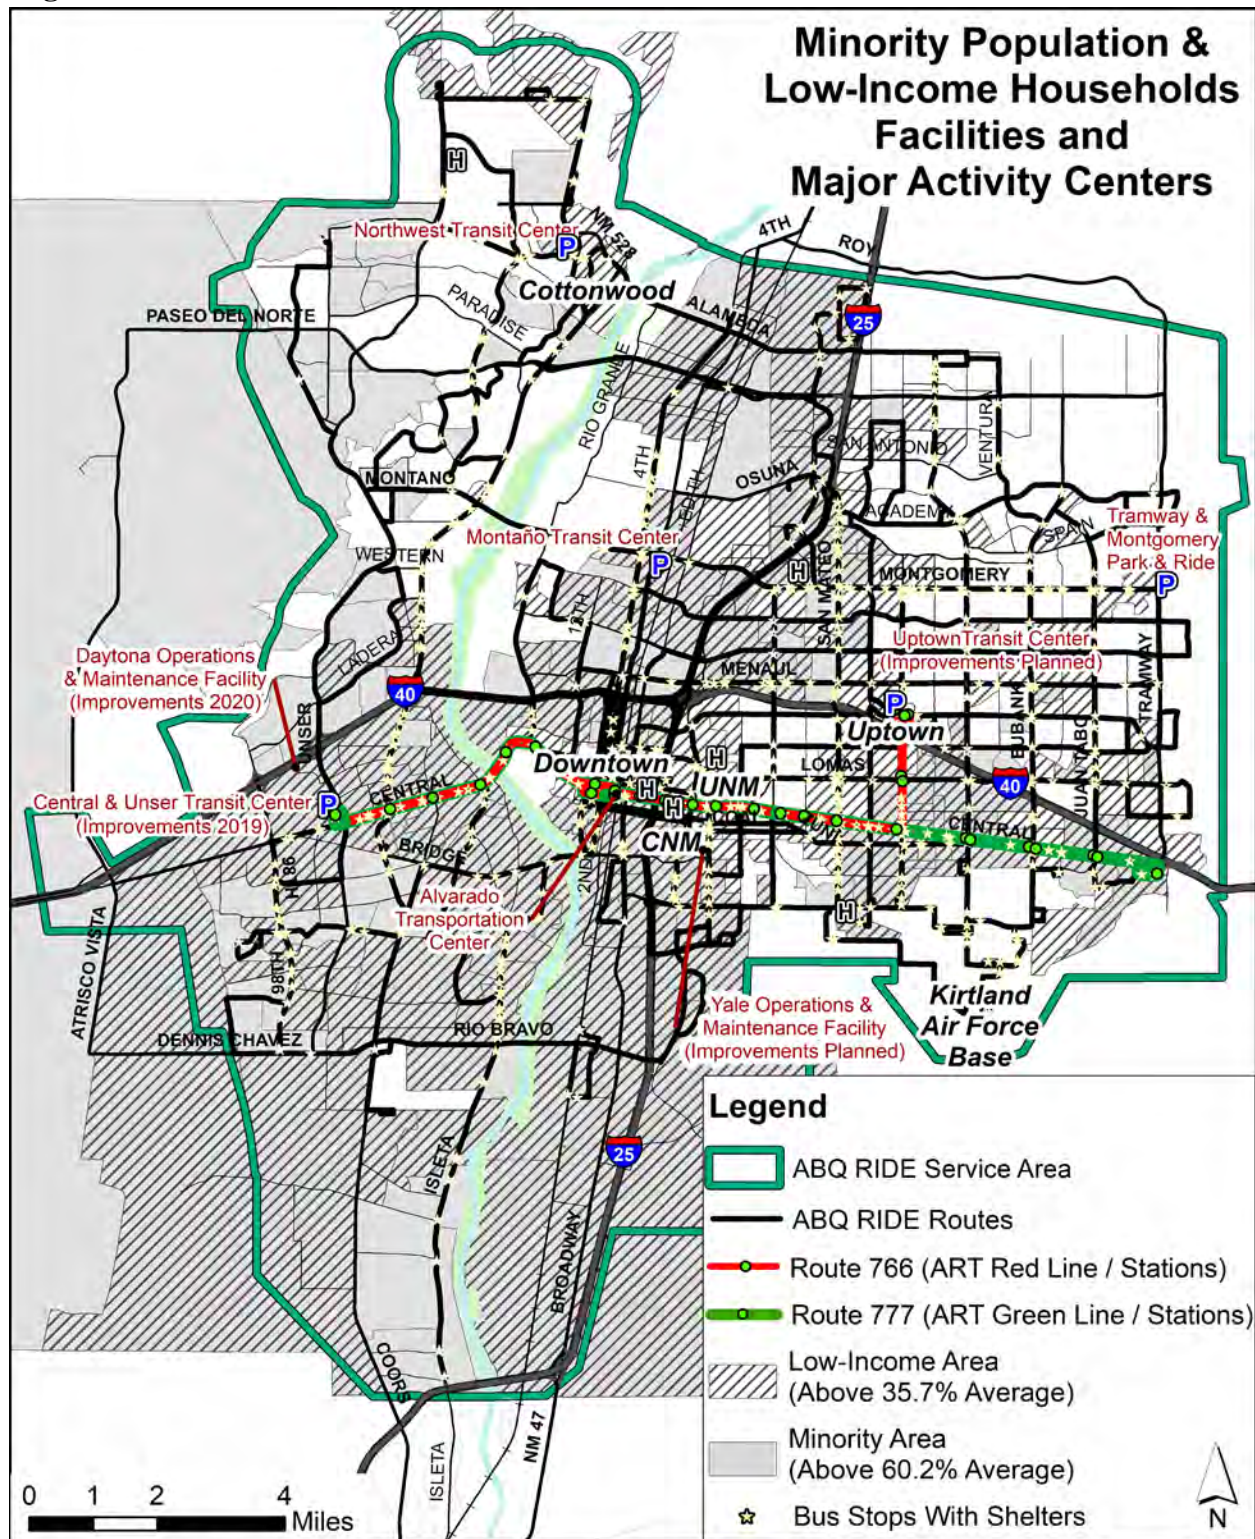 Minority Population &
Low-Income Households
Facilities and
Major Activity Centers
H
NM 528
4TH
ROY
Northwest Transit Center
P
Cottonwood
PARADISE
ALAMEDA
25
PASEO DEL NORTE
RIO GRANDE
VENTURA
SAN ANTONIO
4TH
EDITH
OSUNA
MONTANO
ACADEMY
SPAIN
Tramway &
Montgomery
Park & Ride
P
Montaño Transit Center
P
WESTERN
H
SAN MATEO
MONTGOMERY
12TH
LADERA
MENAUL
Uptown Transit Center
(Improvements Planned)
P
Daytona Operations
& Maintenance Facility
(Improvements 2020)
40
UNSER
EUBANK
JUAN TABO
TRAMWAY
Uptown
Downtown
H
LOMAS
UNM
40
Central & Unser Transit Center
(Improvements 2019)
P
CENTRAL
H
H
CENTRAL
CNM
BRIDGE
2ND
86TH
Alvarado
Transportation
Center
H
ATRISCO VISTA
98TH
Kirtland
Air Force
Base
Yale Operations &
Maintenance Facility
(Improvements Planned)
DENNIS CHAVEZ
RIO BRAVO
25
ISLETA
BROADWAY
COORS
ISLETA
NM 47
Legend
ABQ RIDE Service Area
ABQ RIDE Routes
Route 766 (ART Red Line / Stations)
Route 777 (ART Green Line / Stations)
Low-Income Area
(Above 35.7% Average)
Minority Area
(Above 60.2% Average)
Bus Stops With Shelters
0 1 2 4
Miles
N